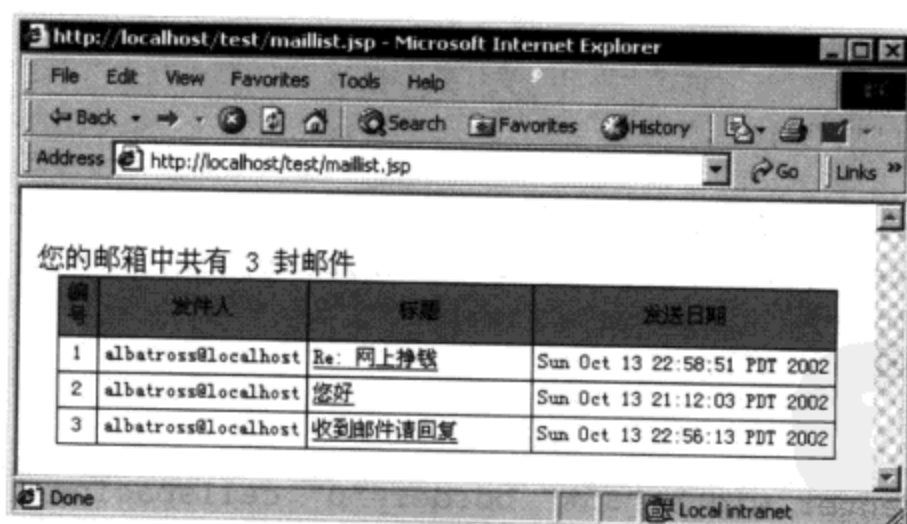 http://localhost/test/maillist.jsp - Microsoft Internet Explorer
File Edit View Favorites Tools Help
Back Search Favorites History
Address http://localhost/test/maillist.jsp Go Links »
您的邮箱中共有 3 封邮件
编号 发件人 标题 发送日期
1 albatross@localhost Re: 网上挣钱 Sun Oct 13 22:58:51 PDT 2002
2 albatross@localhost 您好 Sun Oct 13 21:12:03 PDT 2002
3 albatross@localhost 收到邮件请回复 Sun Oct 13 22:56:13 PDT 2002
Done Local intranet